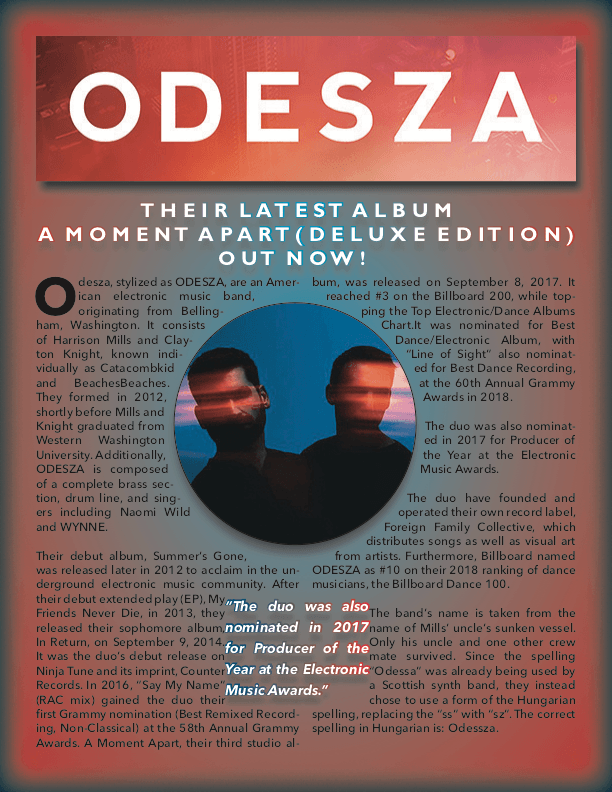 ODESZA
THEIR LATEST ALBUM
A MOMENT APART(DELUXE EDITION)
OUT NOW!
Odesza, stylized as ODESZA, are an Amer-
ican electronic music band,
originating from Belling-
ham, Washington. It consists
of Harrison Mills and Clay-
ton Knight, known indi-
vidually as Catacombkid
and BeachesBeaches.
They formed in 2012,
shortly before Mills and
Knight graduated from
Western Washington
University. Additionally,
ODESZA is composed
of a complete brass sec-
tion, drum line, and sing-
ers including Naomi Wild
and WYNNE.
Their debut album, Summer's Gone,
was released later in 2012 to acclaim in the un-
derground electronic music community. After
their debut extended play (EP), My
Friends Never Die, in 2013, they
released their sophomore album,
In Return, on September 9, 2014.
It was the duo's debut release on
Ninja Tune and its imprint, Counter
Records. In 2016, "Say My Name"
(RAC mix) gained the duo their
first Grammy nomination (Best Remixed Record-
ing, Non-Classical) at the 58th Annual Grammy
Awards. A Moment Apart, their third studio al-
bum, was released on September 8, 2017. It
reached #3 on the Billboard 200, while top-
ping the Top Electronic/Dance Albums
Chart.It was nominated for Best
Dance/Electronic Album, with
"Line of Sight" also nominat-
ed for Best Dance Recording,
at the 60th Annual Grammy
Awards in 2018.
The duo was also nominat-
ed in 2017 for Producer of
the Year at the Electronic
Music Awards.
The duo have founded and
operated their own record label,
Foreign Family Collective, which
distributes songs as well as visual art
from artists. Furthermore, Billboard named
ODESZA as #10 on their 2018 ranking of dance
musicians, the Billboard Dance 100.
"The duo was also
nominated in 2017
for Producer of the
Year at the Electronic
Music Awards."
The band's name is taken from the
name of Mills' uncle's sunken vessel.
Only his uncle and one other crew
mate survived. Since the spelling
"Odessa" was already being used by
a Scottish synth band, they instead
chose to use a form of the Hungarian
spelling, replacing the "ss" with "sz". The correct
spelling in Hungarian is: Odessza.